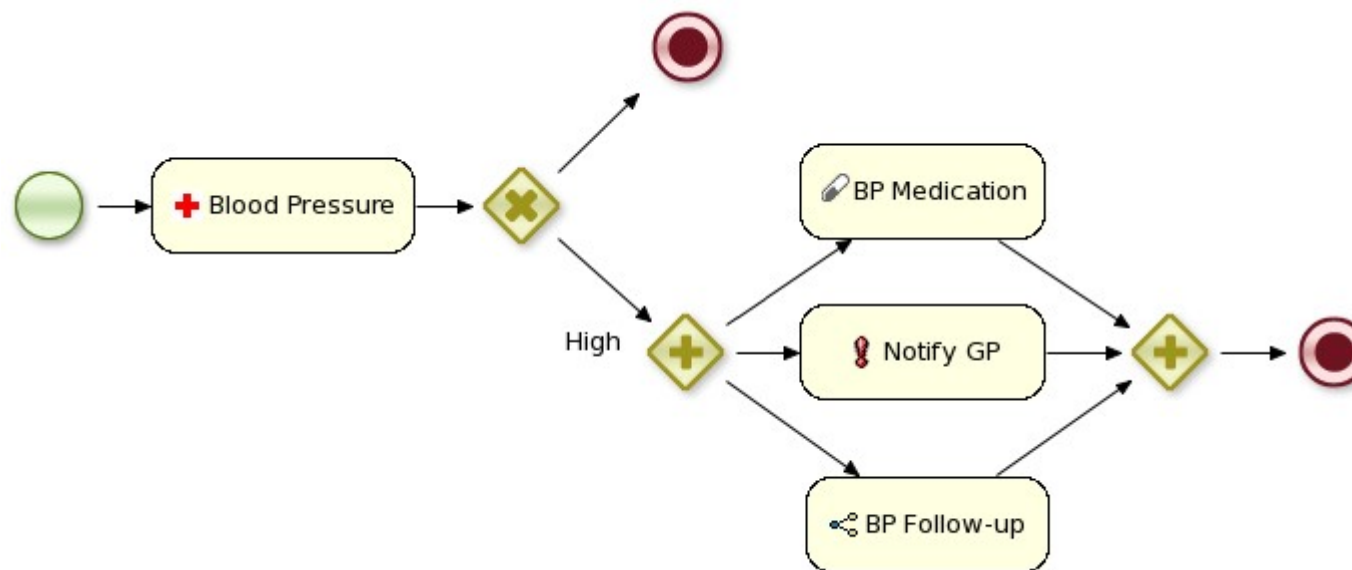 Blood Pressure
BP Medication
High
Notify GP
BP Follow-up